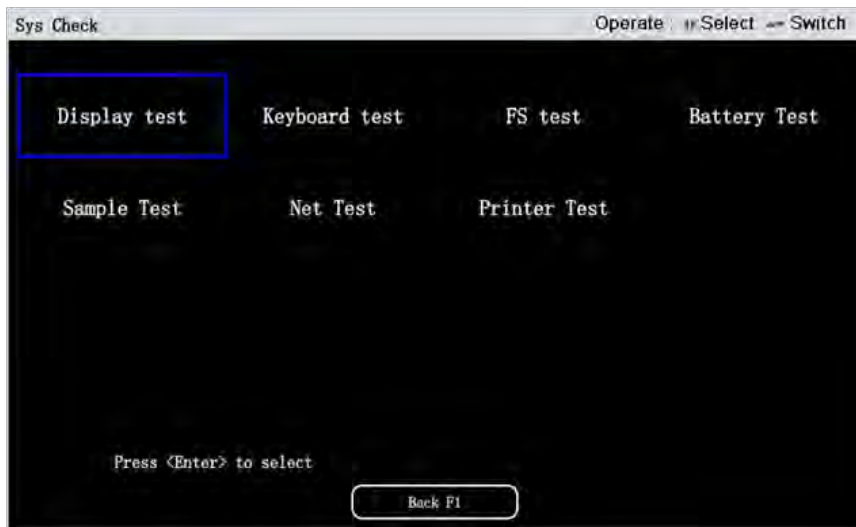 Sys Check Operate Select Switch
Display test Keyboard test FS test Battery Test
Sample Test Net Test Printer Test
Press <Enter> to select
Back F1